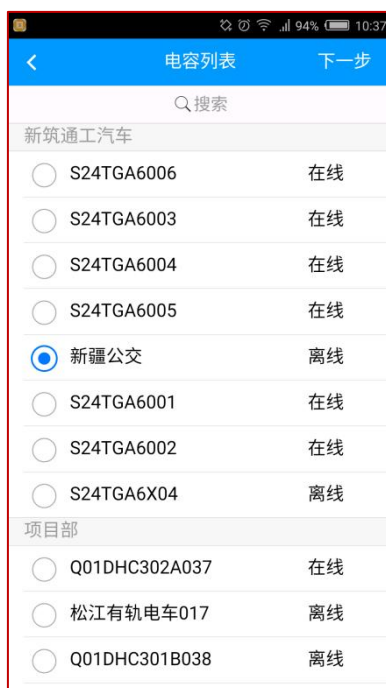 94% 10:37
电容列表 下一步
搜索
新筑通工汽车
S24TGA6006 在线
S24TGA6003 在线
S24TGA6004 在线
S24TGA6005 在线
新疆公交 离线
S24TGA6001 在线
S24TGA6002 在线
S24TGA6X04 离线
项目部
Q01DHC302A037 在线
松江有轨电车017 离线
Q01DHC301B038 离线